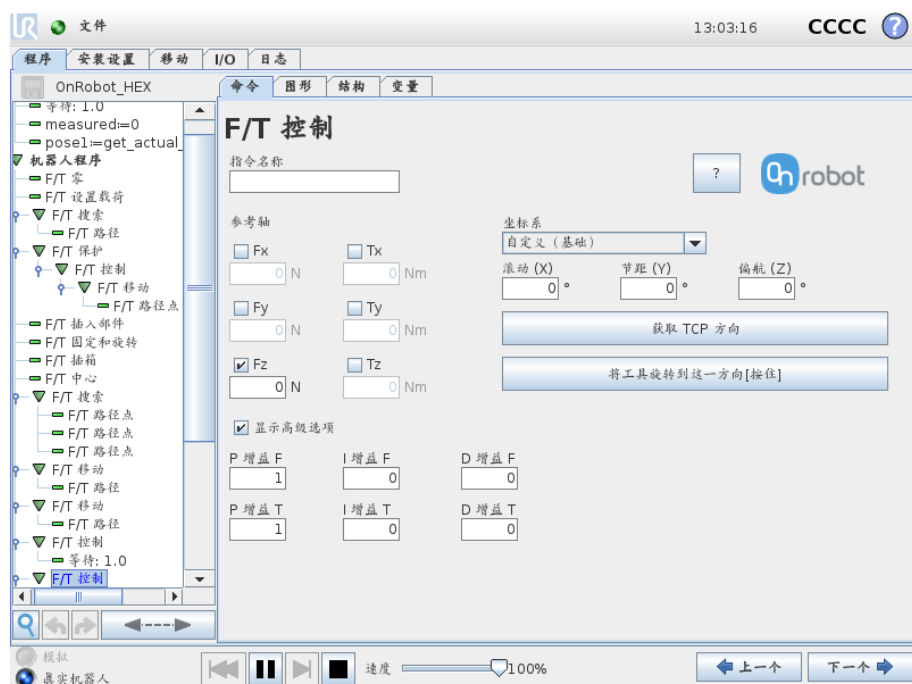 UR 文件 13:03:16 CCCC ?
程序 安装设置 移动 I/O 日志
OnRobot_HEX
命令 图形 结构 变量
等待: 1.0
measured:=0
pose1:=get_actual_
机器人程序
F/T 零
F/T 设置载荷
F/T 搜索
F/T 路径
F/T 保护
F/T 控制
F/T 移动
F/T 路径点
F/T 插入部件
F/T 固定和旋转
F/T 插箱
F/T 中心
F/T 搜索
F/T 路径点
F/T 路径点
F/T 路径点
F/T 移动
F/T 路径
F/T 移动
F/T 路径
F/T 控制
等待: 1.0
F/T 控制
F/T 控制
指令名称
?
On robot
参考轴
Fx Tx
0 N 0 Nm
Fy Ty
0 N 0 Nm
Fz Tz
0 N 0 Nm
坐标系
自定义（基础）
滚动 (X) 节距 (Y) 偏航 (Z)
0 ° 0 ° 0 °
获取 TCP 方向
将工具旋转到这一方向[按住]
显示高级选项
P 增益 F I 增益 F D 增益 F
1 0 0
P 增益 T I 增益 T D 增益 T
1 0 0
模拟
真实机器人
速度 100%
上一个 下一个